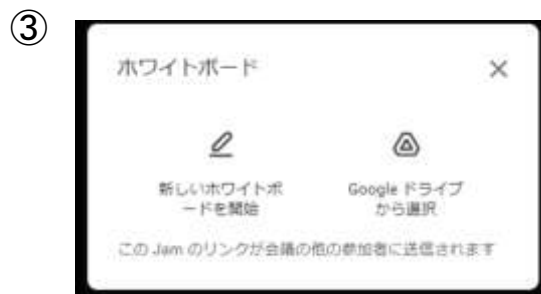 ③
ホワイトボード
新しいホワイトボ
ードを開始
Google ドライブ
から選択
この Jam のリンクが会議の他の参加者に送信されます